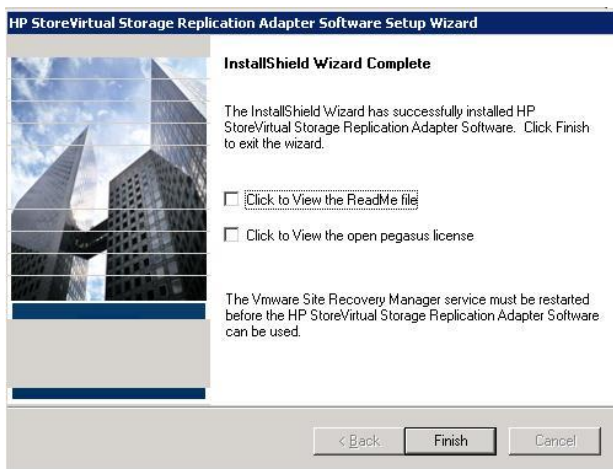 HP StoreVirtual Storage Replication Adapter Software Setup Wizard
InstallShield Wizard Complete
The InstallShield Wizard has successfully installed HP
StoreVirtual Storage Replication Adapter Software. Click Finish
to exit the wizard.
Click to View the ReadMe file
Click to View the open pegasus license
The Vmware Site Recovery Manager service must be restarted
before the HP StoreVirtual Storage Replication Adapter Software
can be used.
< Back
Finish
Cancel